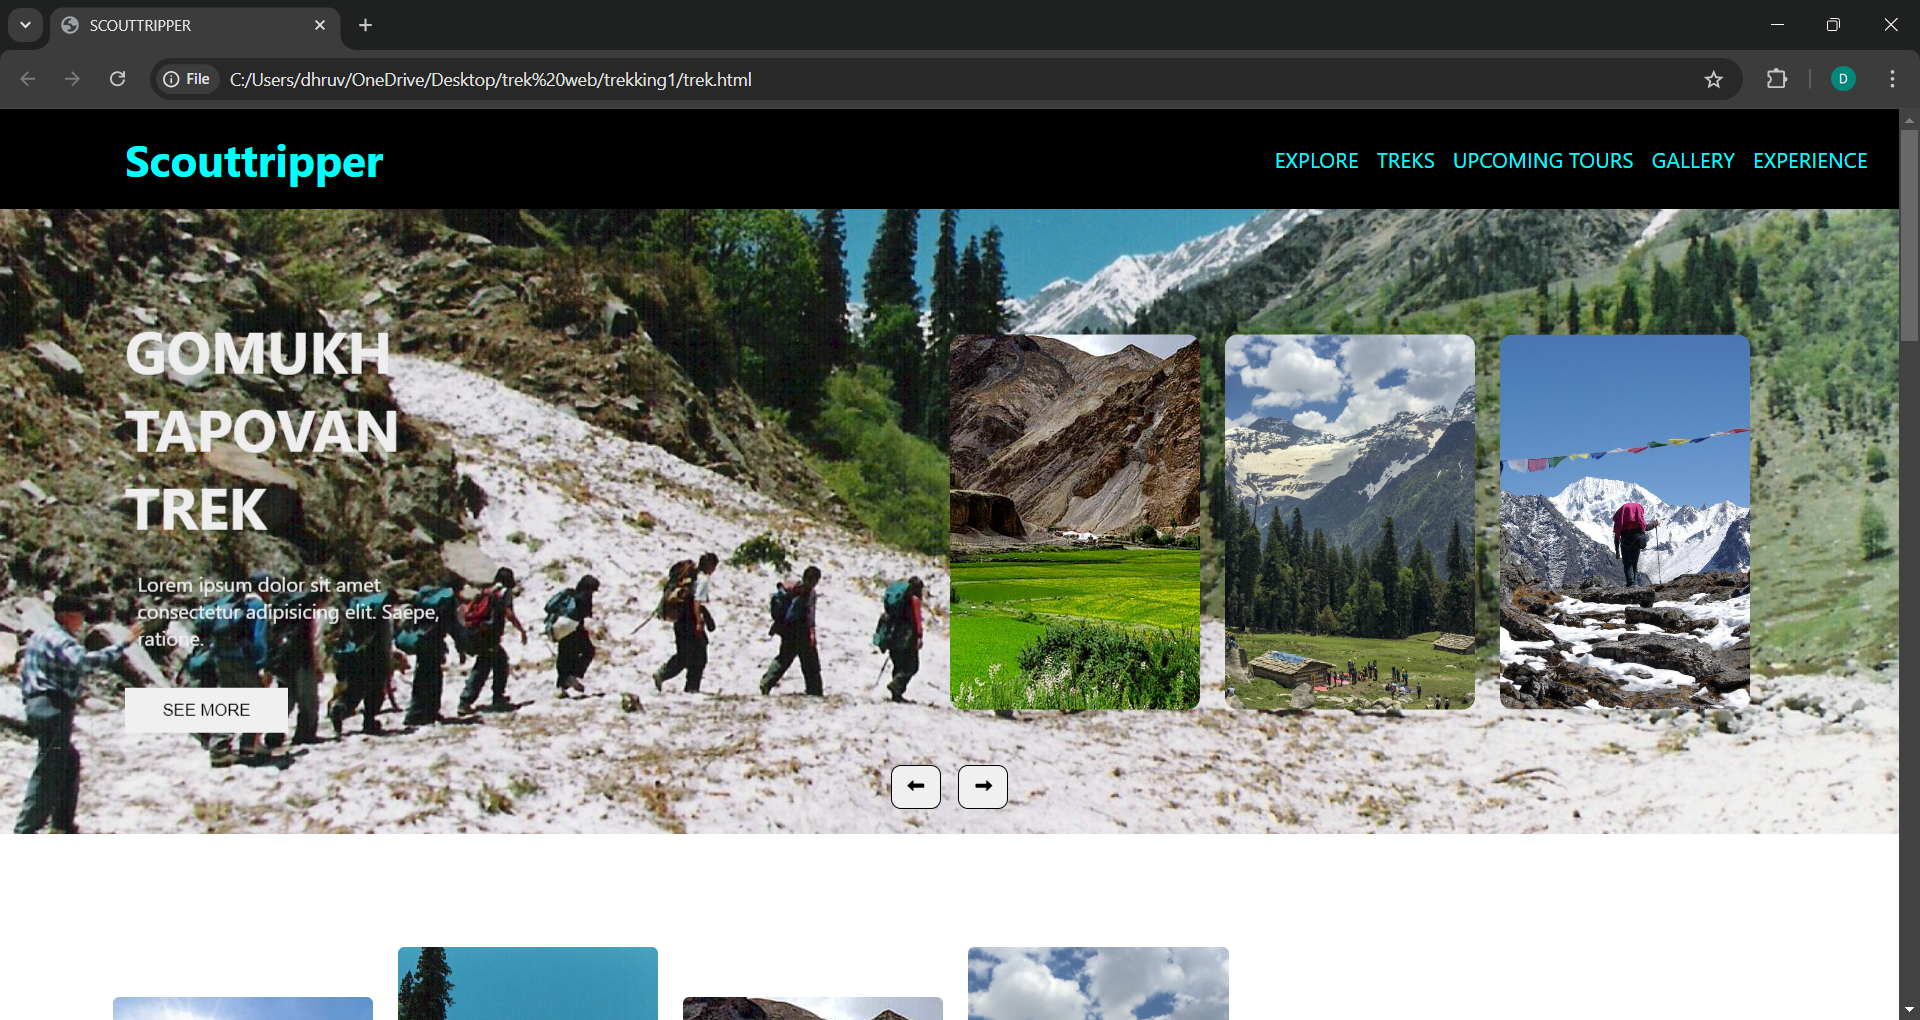 SCOUTTRIPPER
File C:/Users/dhruv/OneDrive/Desktop/trek%20web/trekking1/trek.html
D
Scouttripper
EXPLORE TREKS UPCOMING TOURS GALLERY EXPERIENCE
GOMUKH
TAPOVAN
TREK
Lorem ipsum dolor sit amet
consectetur adipisicing elit. Saepe,
ratione.
SEE MORE